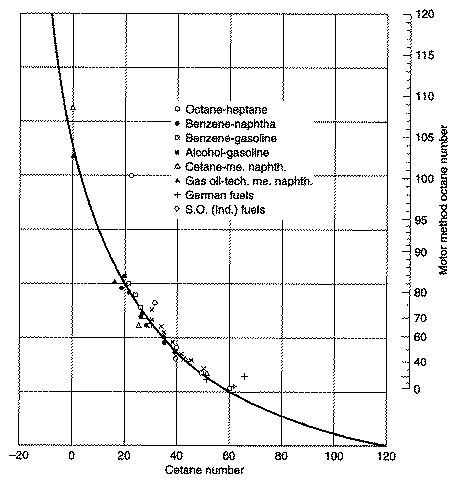 120
115
110
105
100
95
90
80
70
60
40
0
Motor method octane number
Octane-heptane
Benzene-naphtha
Benzene-gasoline
Alcohol-gasoline
Cetane-me. naphth.
Gas oil-tech. me. naphth.
German fuels
S.O. (Ind.) fuels
−20 0 20 40 60 80 100 120
Cetane number